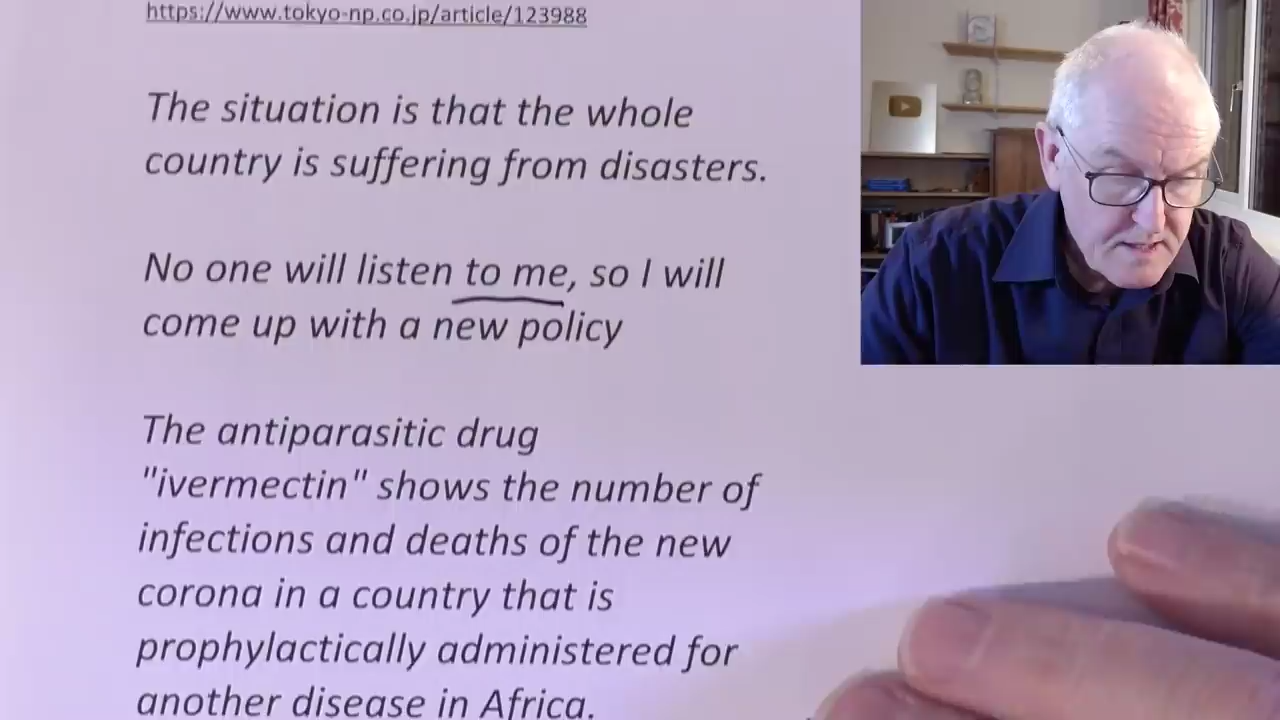 https://www.tokyo-np.co.jp/article/123988
The situation is that the whole
country is suffering from disasters.
No one will listen to me, so I will
come up with a new policy
The antiparasitic drug
"ivermectin" shows the number of
infections and deaths of the new
corona in a country that is
prophylactically administered for
another disease in Africa.